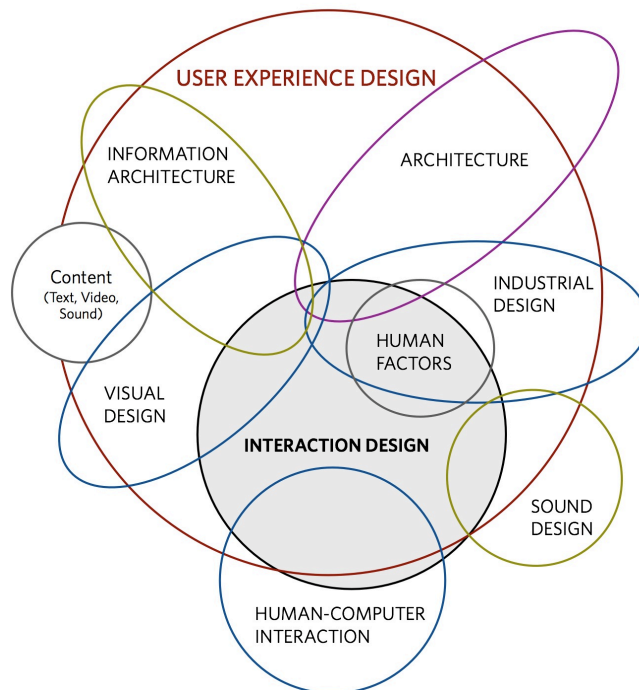 USER EXPERIENCE DESIGN
INFORMATION
ARCHITECTURE
ARCHITECTURE
Content
(Text, Video,
Sound)
INDUSTRIAL
DESIGN
HUMAN
FACTORS
VISUAL
DESIGN
INTERACTION DESIGN
SOUND
DESIGN
HUMAN-COMPUTER
INTERACTION